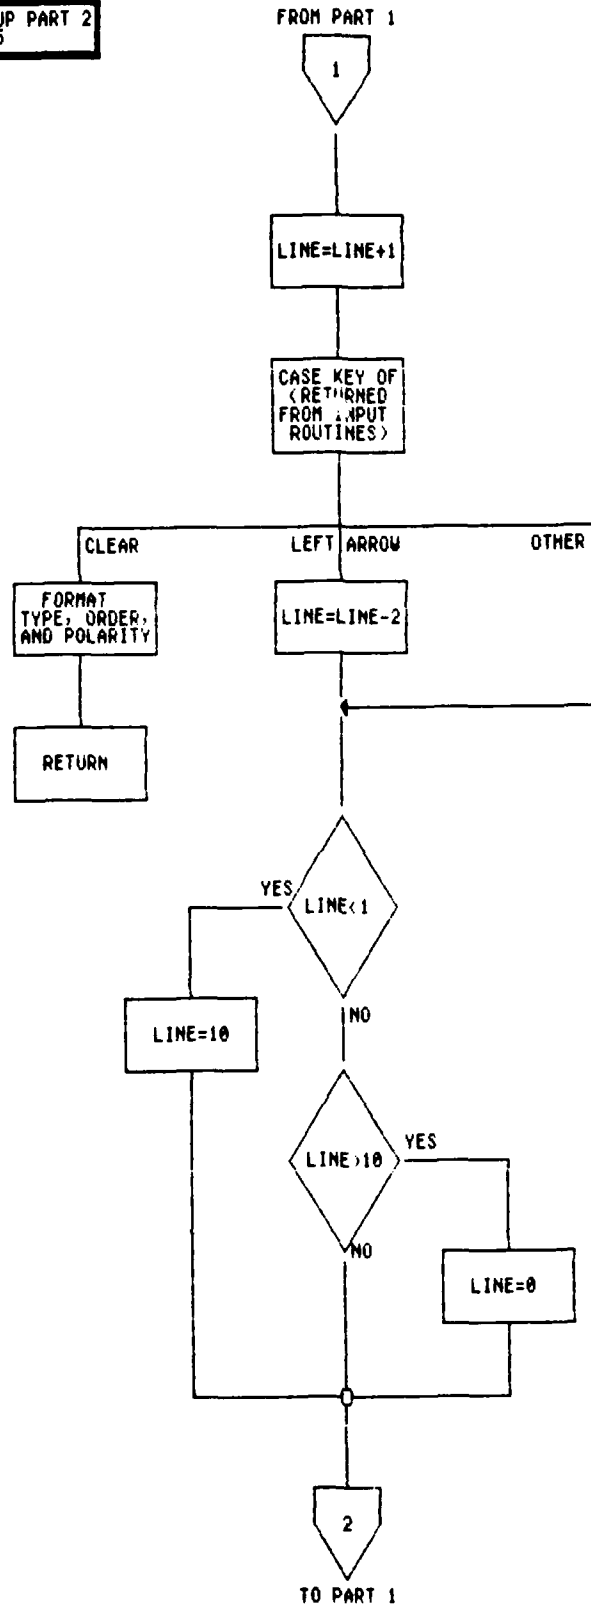 UP PART 2
FROM PART 1
1
LINE=LINE+1
CASE KEY OF
<RETURNED
FROM INPUT
ROUTINES>
CLEAR
LEFT ARROW
OTHER
FORMAT
TYPE, ORDER,
AND POLARITY
LINE=LINE-2
RETURN
YES
LINE<1
NO
LINE=10
LINE>10
YES
NO
LINE=0
2
TO PART 1